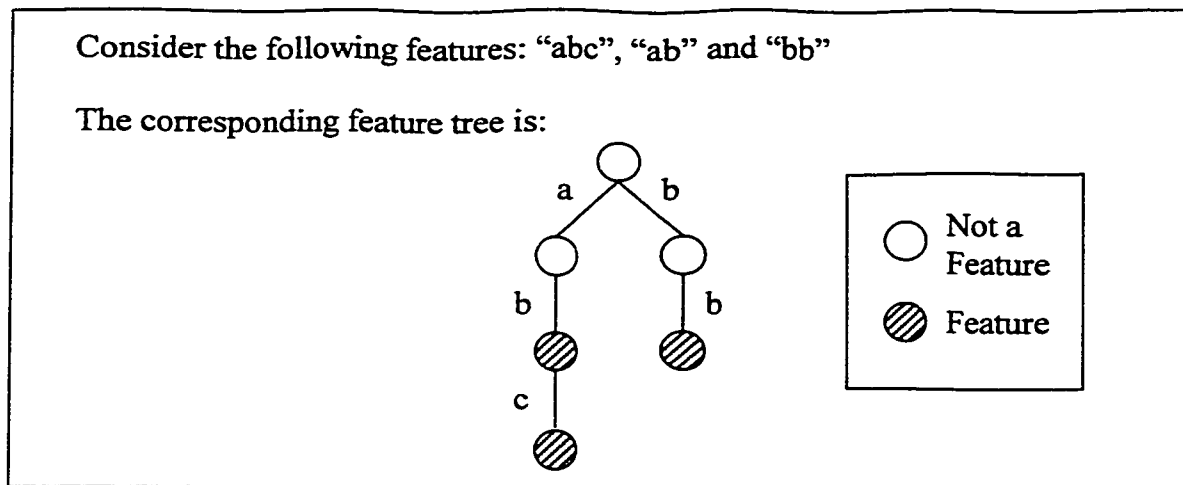 Consider the following features: “abc”, “ab” and “bb”
The corresponding feature tree is:
a
b
b
b
c
Not a
Feature
Feature